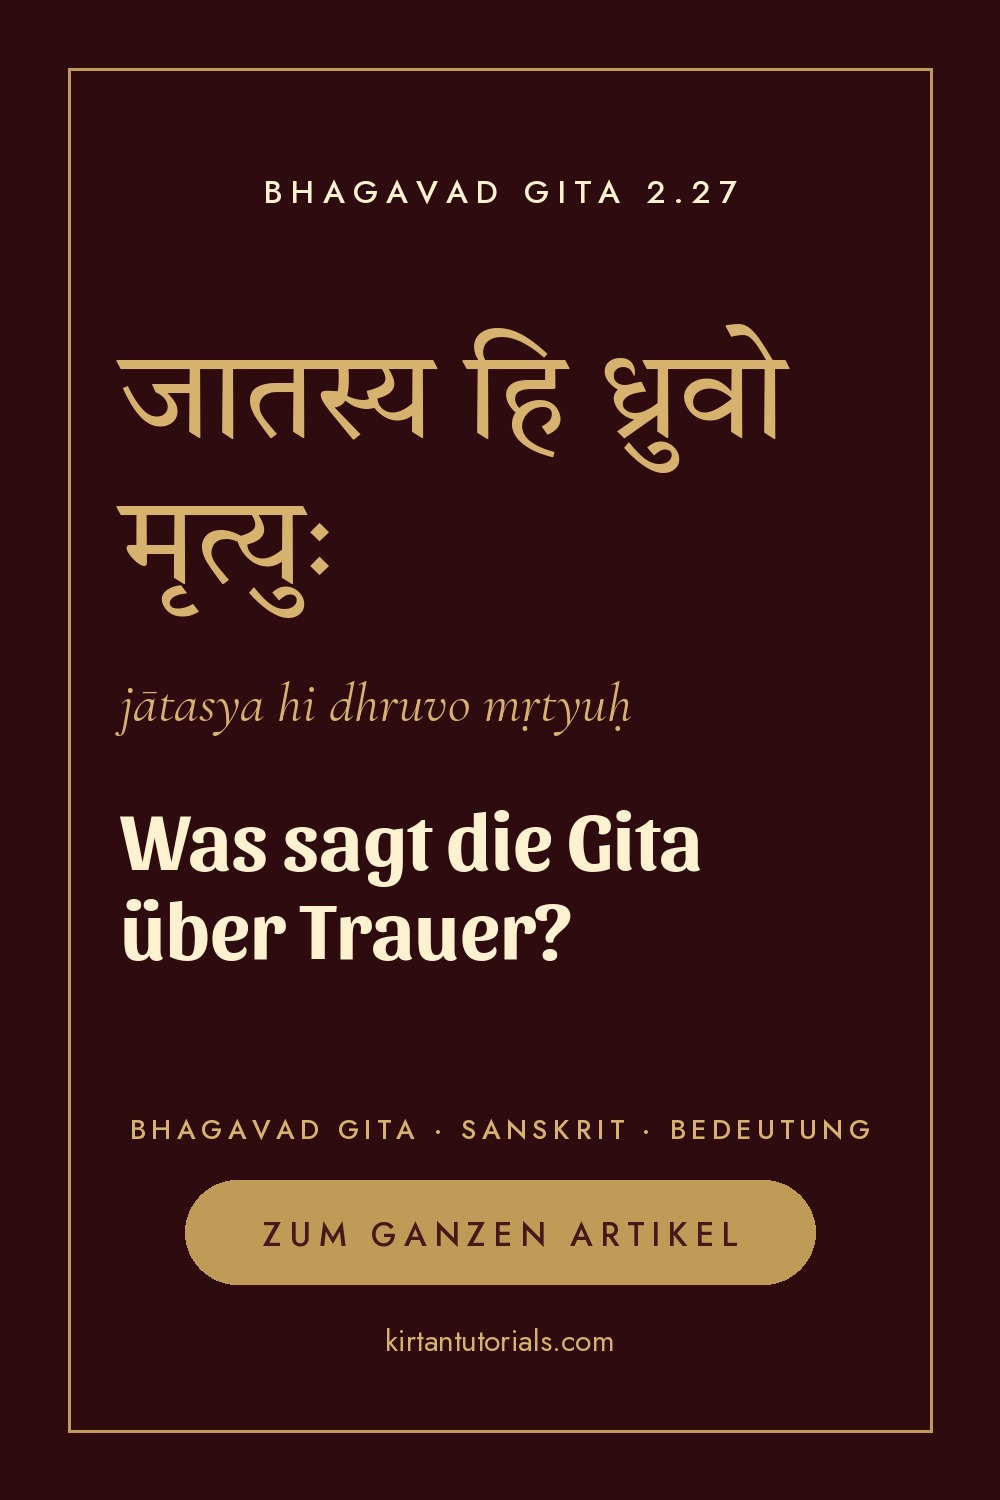 BHAGAVAD GITA 2.27
जातस्य हि ध्रुवो
मृत्युः
jātasya hi dhruvo mṛtyuḥ
Was sagt die Gita
über Trauer?
BHAGAVAD GITA · SANSKRIT · BEDEUTUNG
ZUM GANZEN ARTIKEL
kirtantutorials.com